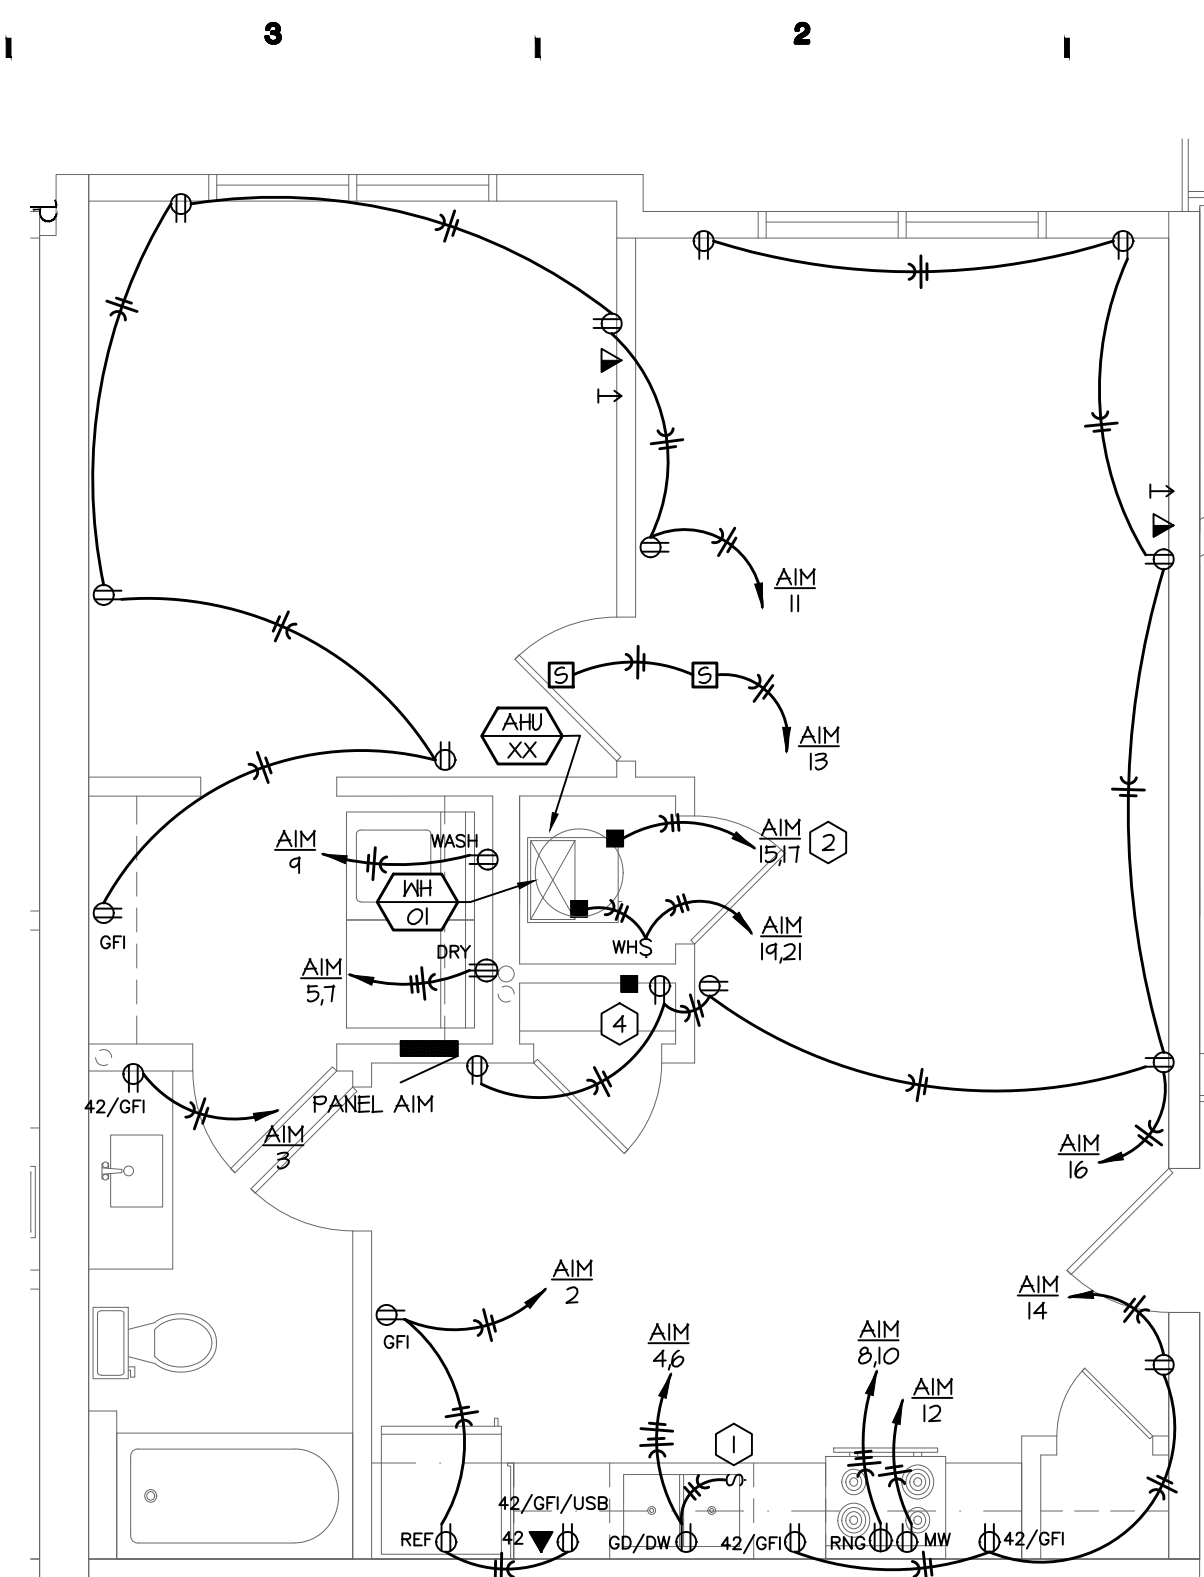 3
2
d
AIM
11
S
S
AHU
XX
AIM
13
AIM
9
WASH
AIM
15,17
2
WH
01
GFI
DRY
WHS
AIM
19,21
AIM
5,7
4
42/GFI
PANEL AIM
AIM
3
AIM
16
AIM
2
GFI
AIM
14
AIM
4,6
AIM
8,10
AIM
12
1
S
42/GFI/USB
REF
42
GD/DW
42/GFI
RNG
MW
42/GFI